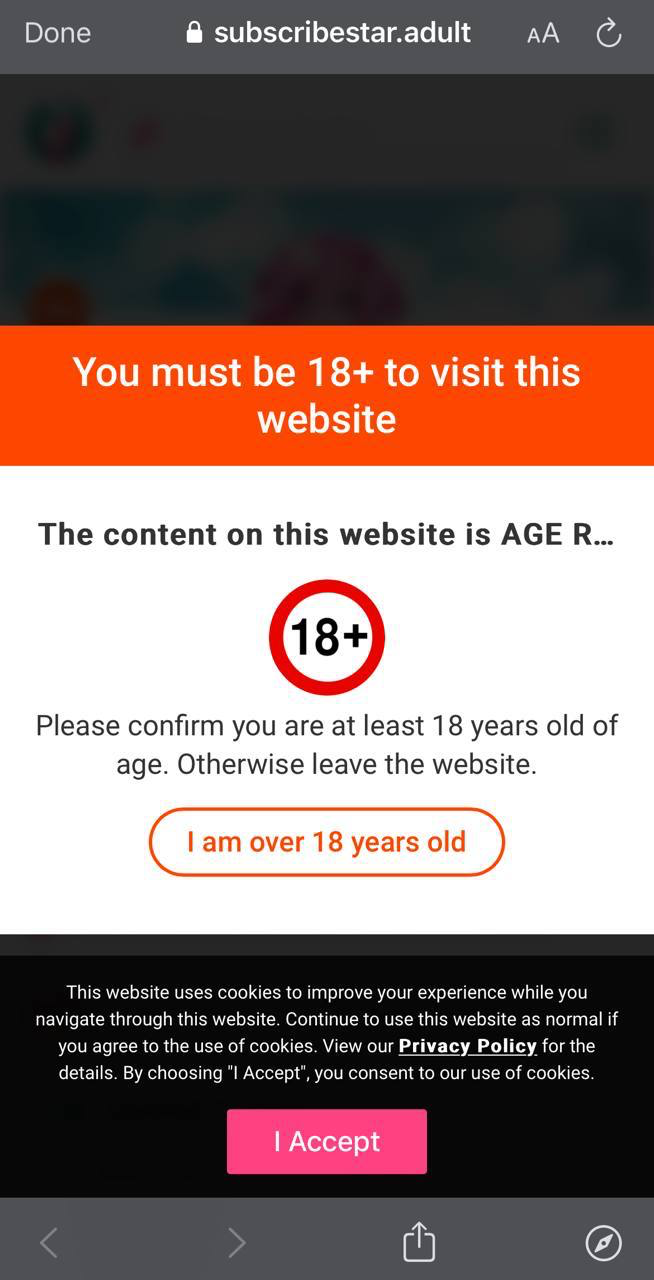 Done
subscribestar.adult
AA
You must be 18+ to visit this
website
The content on this website is AGE R...
18+
Please confirm you are at least 18 years old of
age. Otherwise leave the website.
I am over 18 years old
This website uses cookies to improve your experience while you
navigate through this website. Continue to use this website as normal if
you agree to the use of cookies. View our Privacy Policy for the
details. By choosing "I Accept", you consent to our use of cookies.
I Accept